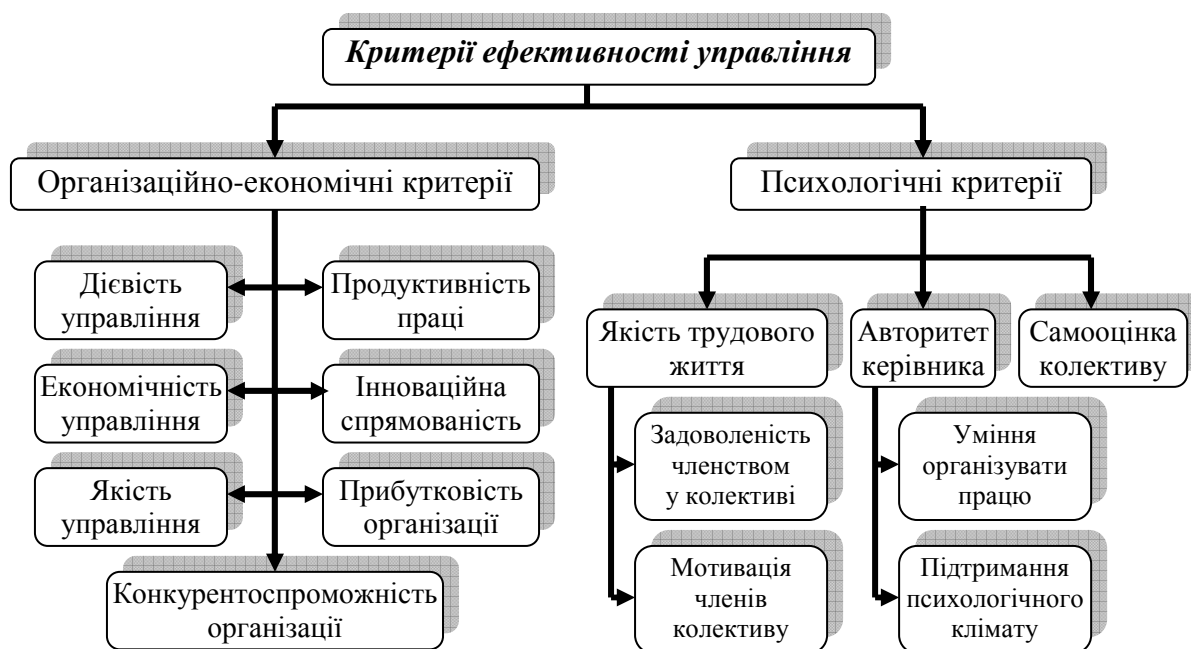 Критерії ефективності управління
Організаційно-економічні критерії
Психологічні критерії
Дієвість
управління
Продуктивність
праці
Економічність
управління
Інноваційна
спрямованість
Якість
управління
Прибутковість
організації
Конкурентоспроможність
організації
Якість трудового
життя
Авторитет
керівника
Самооцінка
колективу
Задоволеність
членством
у колективі
Уміння
організувати
працю
Мотивація
членів
колективу
Підтримання
психологічного
клімату